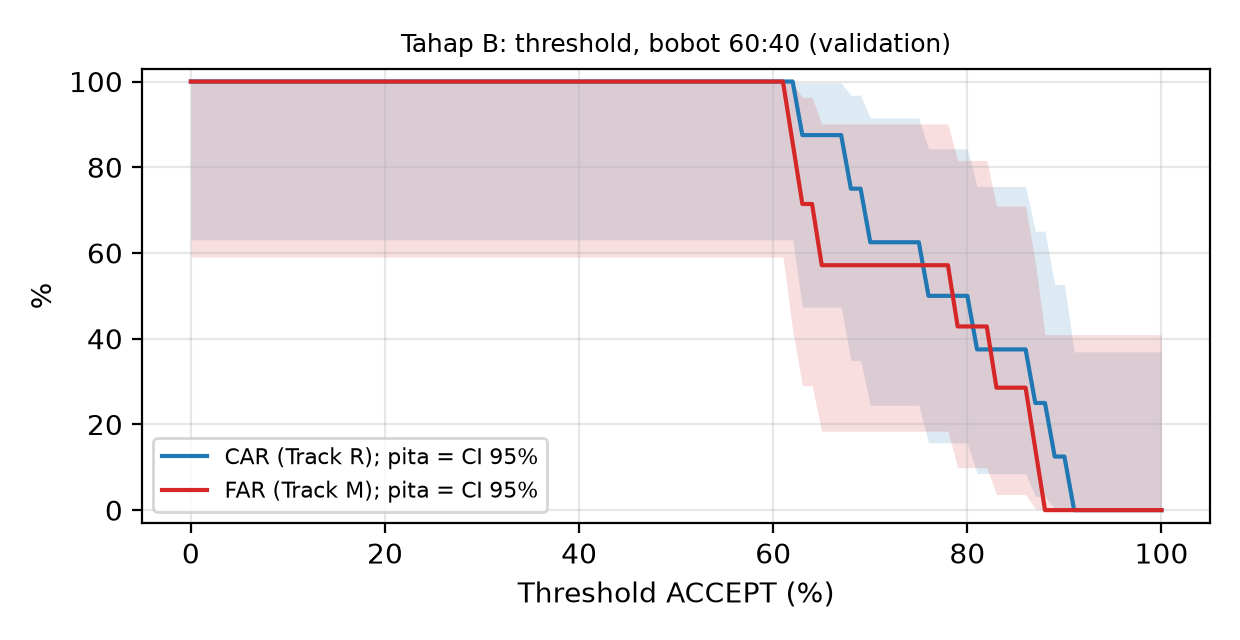 Tahap B: threshold, bobot 60:40 (validation)
100
80
60
40
20
0
%
CAR (Track R); pita = CI 95%
FAR (Track M); pita = CI 95%
0 20 40 60 80 100
Threshold ACCEPT (%)